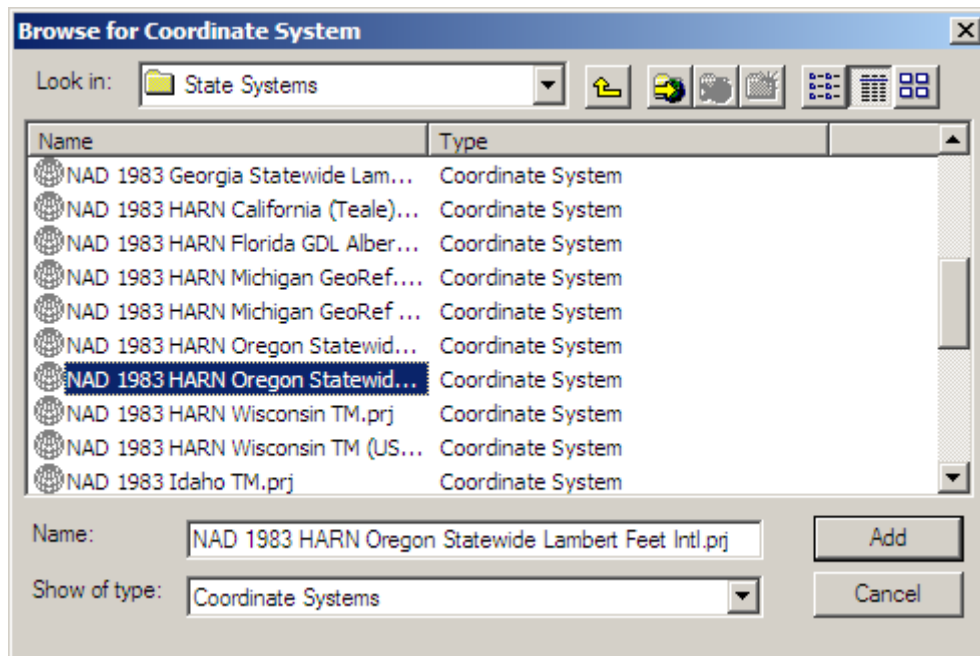 Browse for Coordinate System
Look in: State Systems
Name Type
NAD 1983 Georgia Statewide Lam... Coordinate System
NAD 1983 HARN California (Teale)... Coordinate System
NAD 1983 HARN Florida GDL Alber... Coordinate System
NAD 1983 HARN Michigan GeoRef.... Coordinate System
NAD 1983 HARN Michigan GeoRef ... Coordinate System
NAD 1983 HARN Oregon Statewid... Coordinate System
NAD 1983 HARN Oregon Statewid... Coordinate System
NAD 1983 HARN Wisconsin TM.prj Coordinate System
NAD 1983 HARN Wisconsin TM (US... Coordinate System
NAD 1983 Idaho TM.prj Coordinate System
Name: NAD 1983 HARN Oregon Statewide Lambert Feet Intl.prj Add
Show of type: Coordinate Systems Cancel